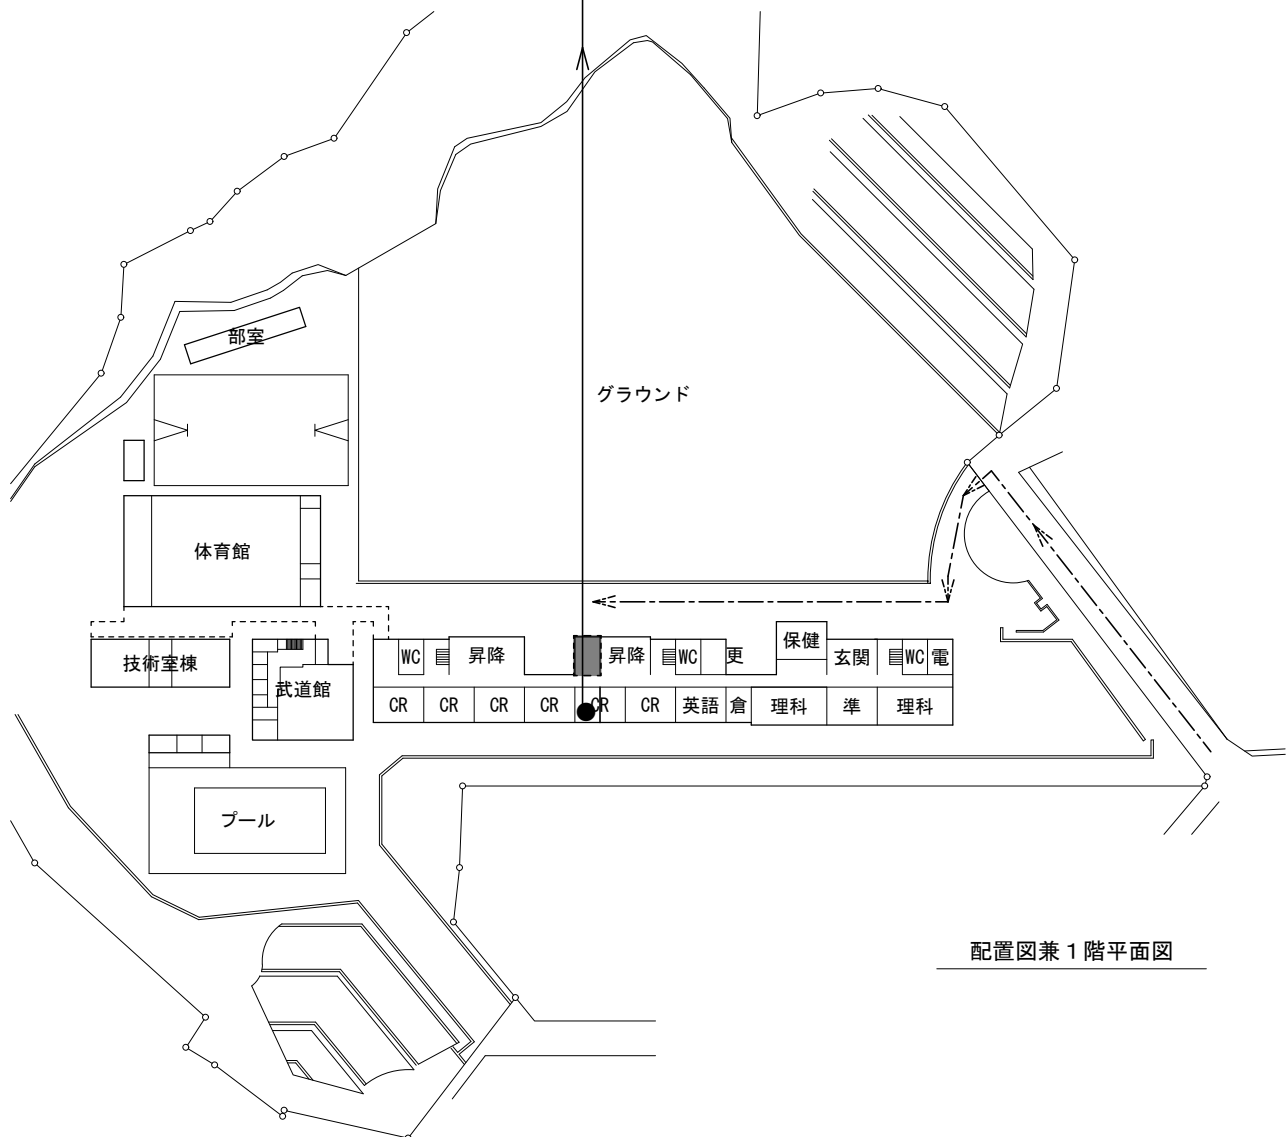 部室
グラウンド
体育館
技術室棟
武道館
WC
昇降
昇降
WC
更
保健
玄関
WC
電
CR
CR
CR
CR
CR
CR
英語
倉
理科
準
理科
プール
配置図兼１階平面図